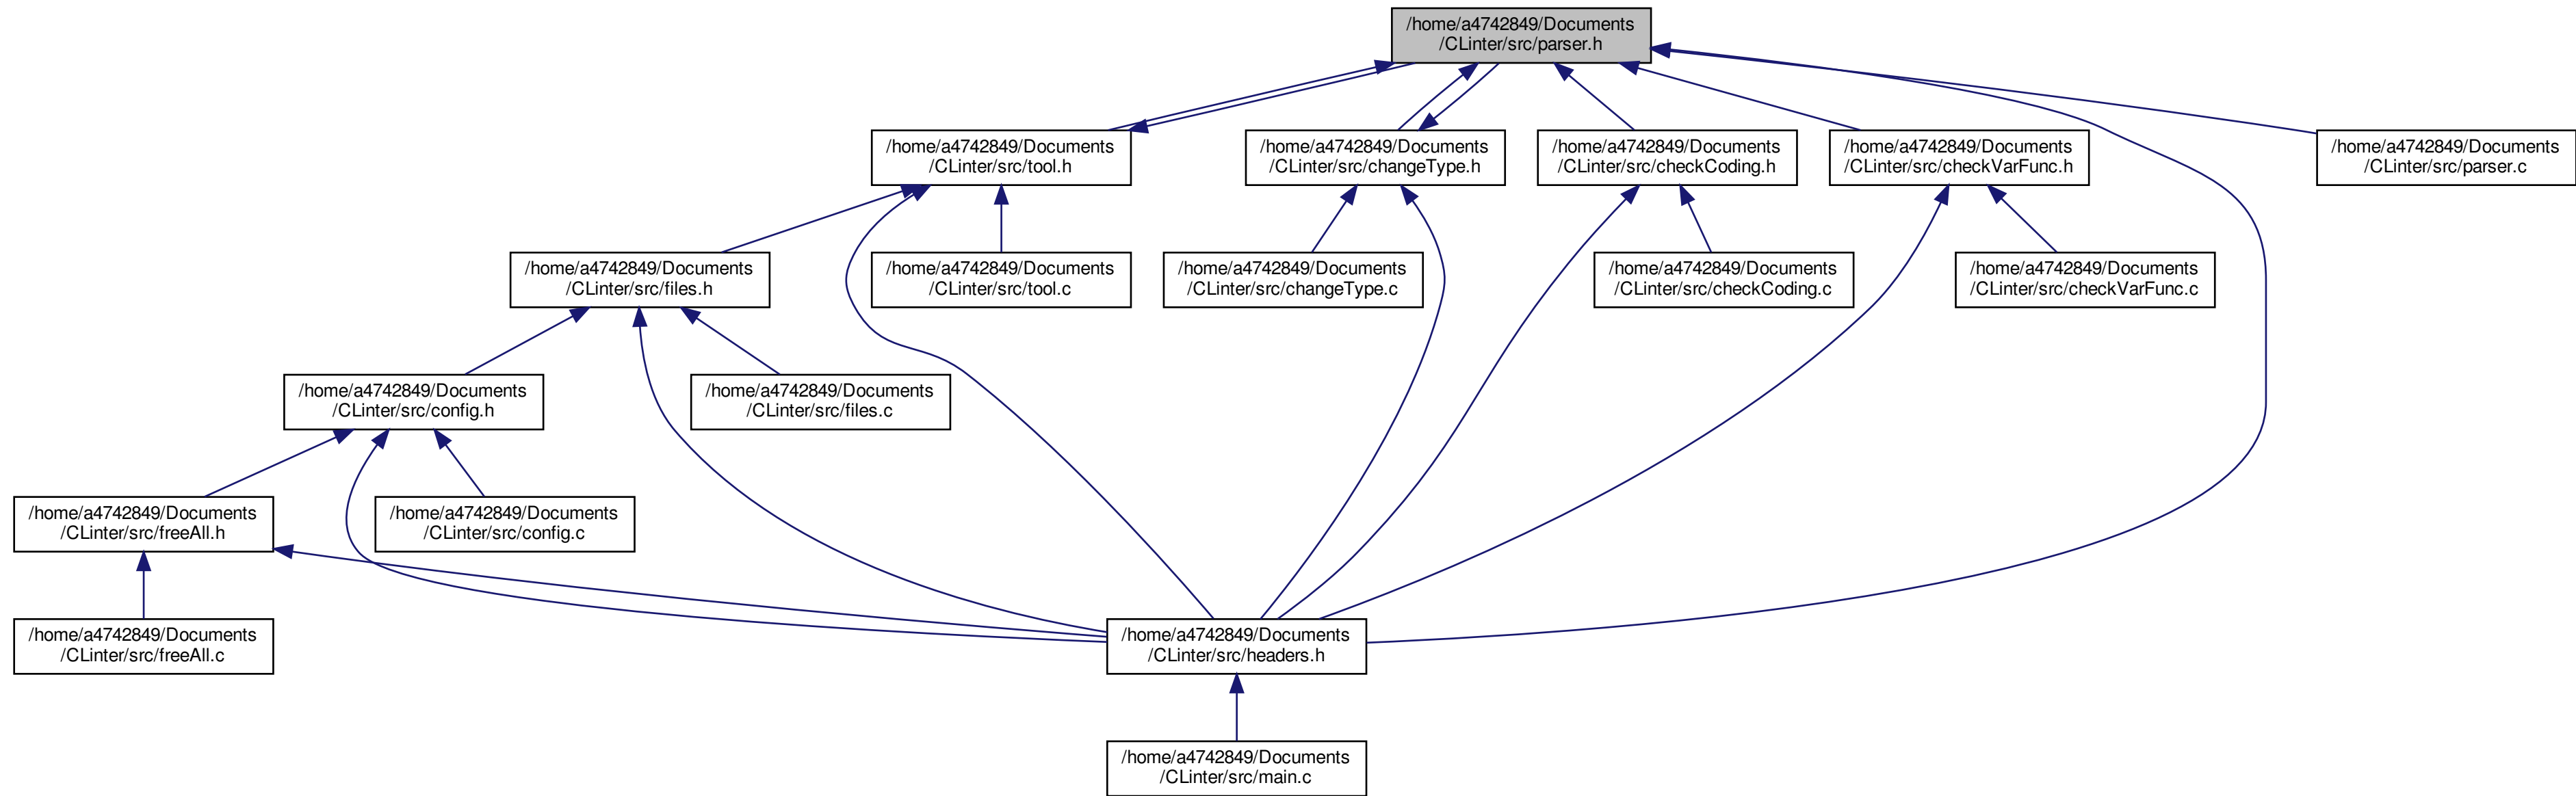 /home/a4742849/Documents
/CLinter/src/parser.h
/home/a4742849/Documents
/CLinter/src/tool.h
/home/a4742849/Documents
/CLinter/src/changeType.h
/home/a4742849/Documents
/CLinter/src/checkCoding.h
/home/a4742849/Documents
/CLinter/src/checkVarFunc.h
/home/a4742849/Documents
/CLinter/src/parser.c
/home/a4742849/Documents
/CLinter/src/files.h
/home/a4742849/Documents
/CLinter/src/tool.c
/home/a4742849/Documents
/CLinter/src/changeType.c
/home/a4742849/Documents
/CLinter/src/checkCoding.c
/home/a4742849/Documents
/CLinter/src/checkVarFunc.c
/home/a4742849/Documents
/CLinter/src/config.h
/home/a4742849/Documents
/CLinter/src/files.c
/home/a4742849/Documents
/CLinter/src/freeAll.h
/home/a4742849/Documents
/CLinter/src/config.c
/home/a4742849/Documents
/CLinter/src/freeAll.c
/home/a4742849/Documents
/CLinter/src/headers.h
/home/a4742849/Documents
/CLinter/src/main.c